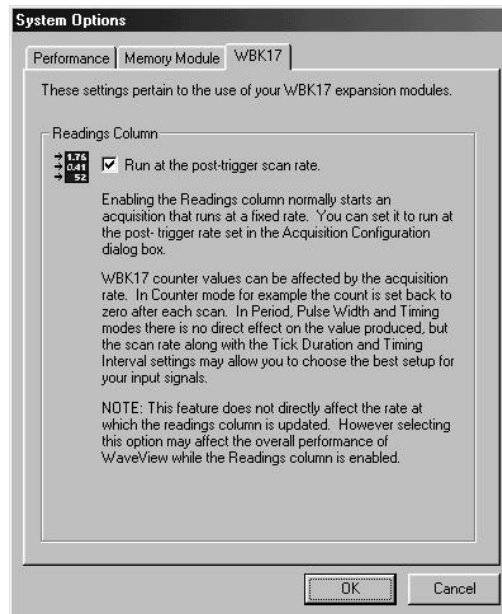 System Options
Performance
Memory Module
WBK17
These settings pertain to the use of your WBK17 expansion modules.
Readings Column
1.76
0.41
52
Run at the post-trigger scan rate.
Enabling the Readings column normally starts an
acquisition that runs at a fixed rate. You can set it to run at
the post- trigger rate set in the Acquisition Configuration
dialog box.
WBK17 counter values can be affected by the acquisition
rate. In Counter mode for example the count is set back to
zero after each scan. In Period, Pulse Width and Timing
modes there is no direct effect on the value produced, but
the scan rate along with the Tick Duration and Timing
Interval settings may allow you to choose the best setup for
your input signals.
NOTE: This feature does not directly affect the rate at
which the readings column is updated. However selecting
this option may affect the overall performance of
WaveView while the Readings column is enabled.
OK
Cancel